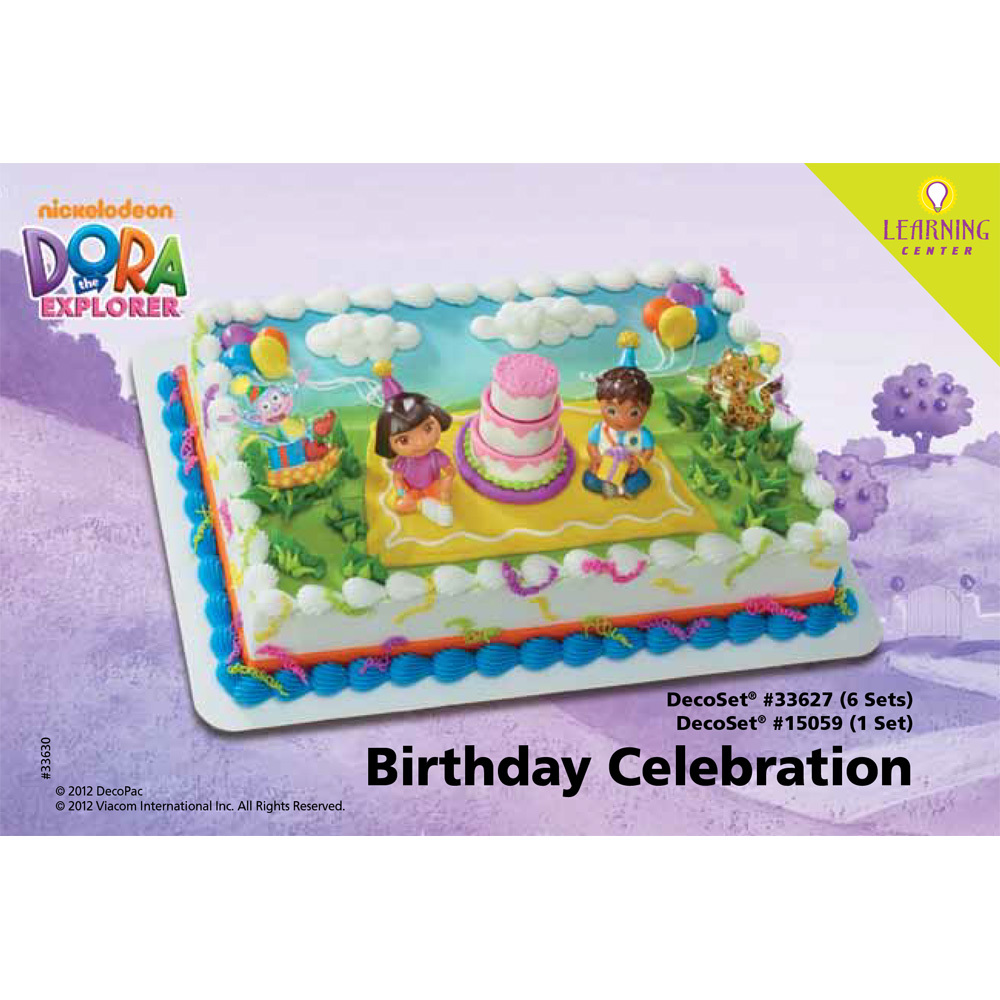 nickelodeon
DORA
the
EXPLORER
LEARNING
CENTER
DecoSet® #33627 (6 Sets)
DecoSet® #15059 (1 Set)
Birthday Celebration
#33630
© 2012 DecoPac
© 2012 Viacom International Inc. All Rights Reserved.